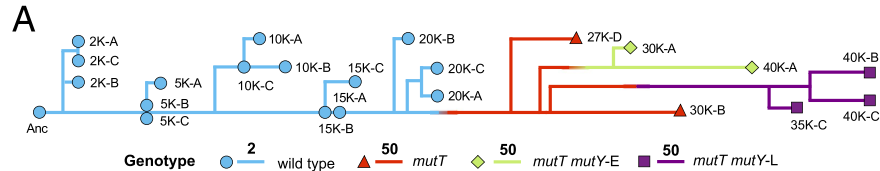 A
2K-A
2K-C
2K-B
5K-A
5K-B
5K-C
10K-A
10K-B
10K-C
15K-C
15K-A
15K-B
20K-B
20K-C
20K-A
27K-D
30K-A
40K-A
30K-B
40K-B
35K-C
40K-C
Anc
Genotype
2 wild type
50 mutT
50 mutT mutY-E
50 mutT mutY-L